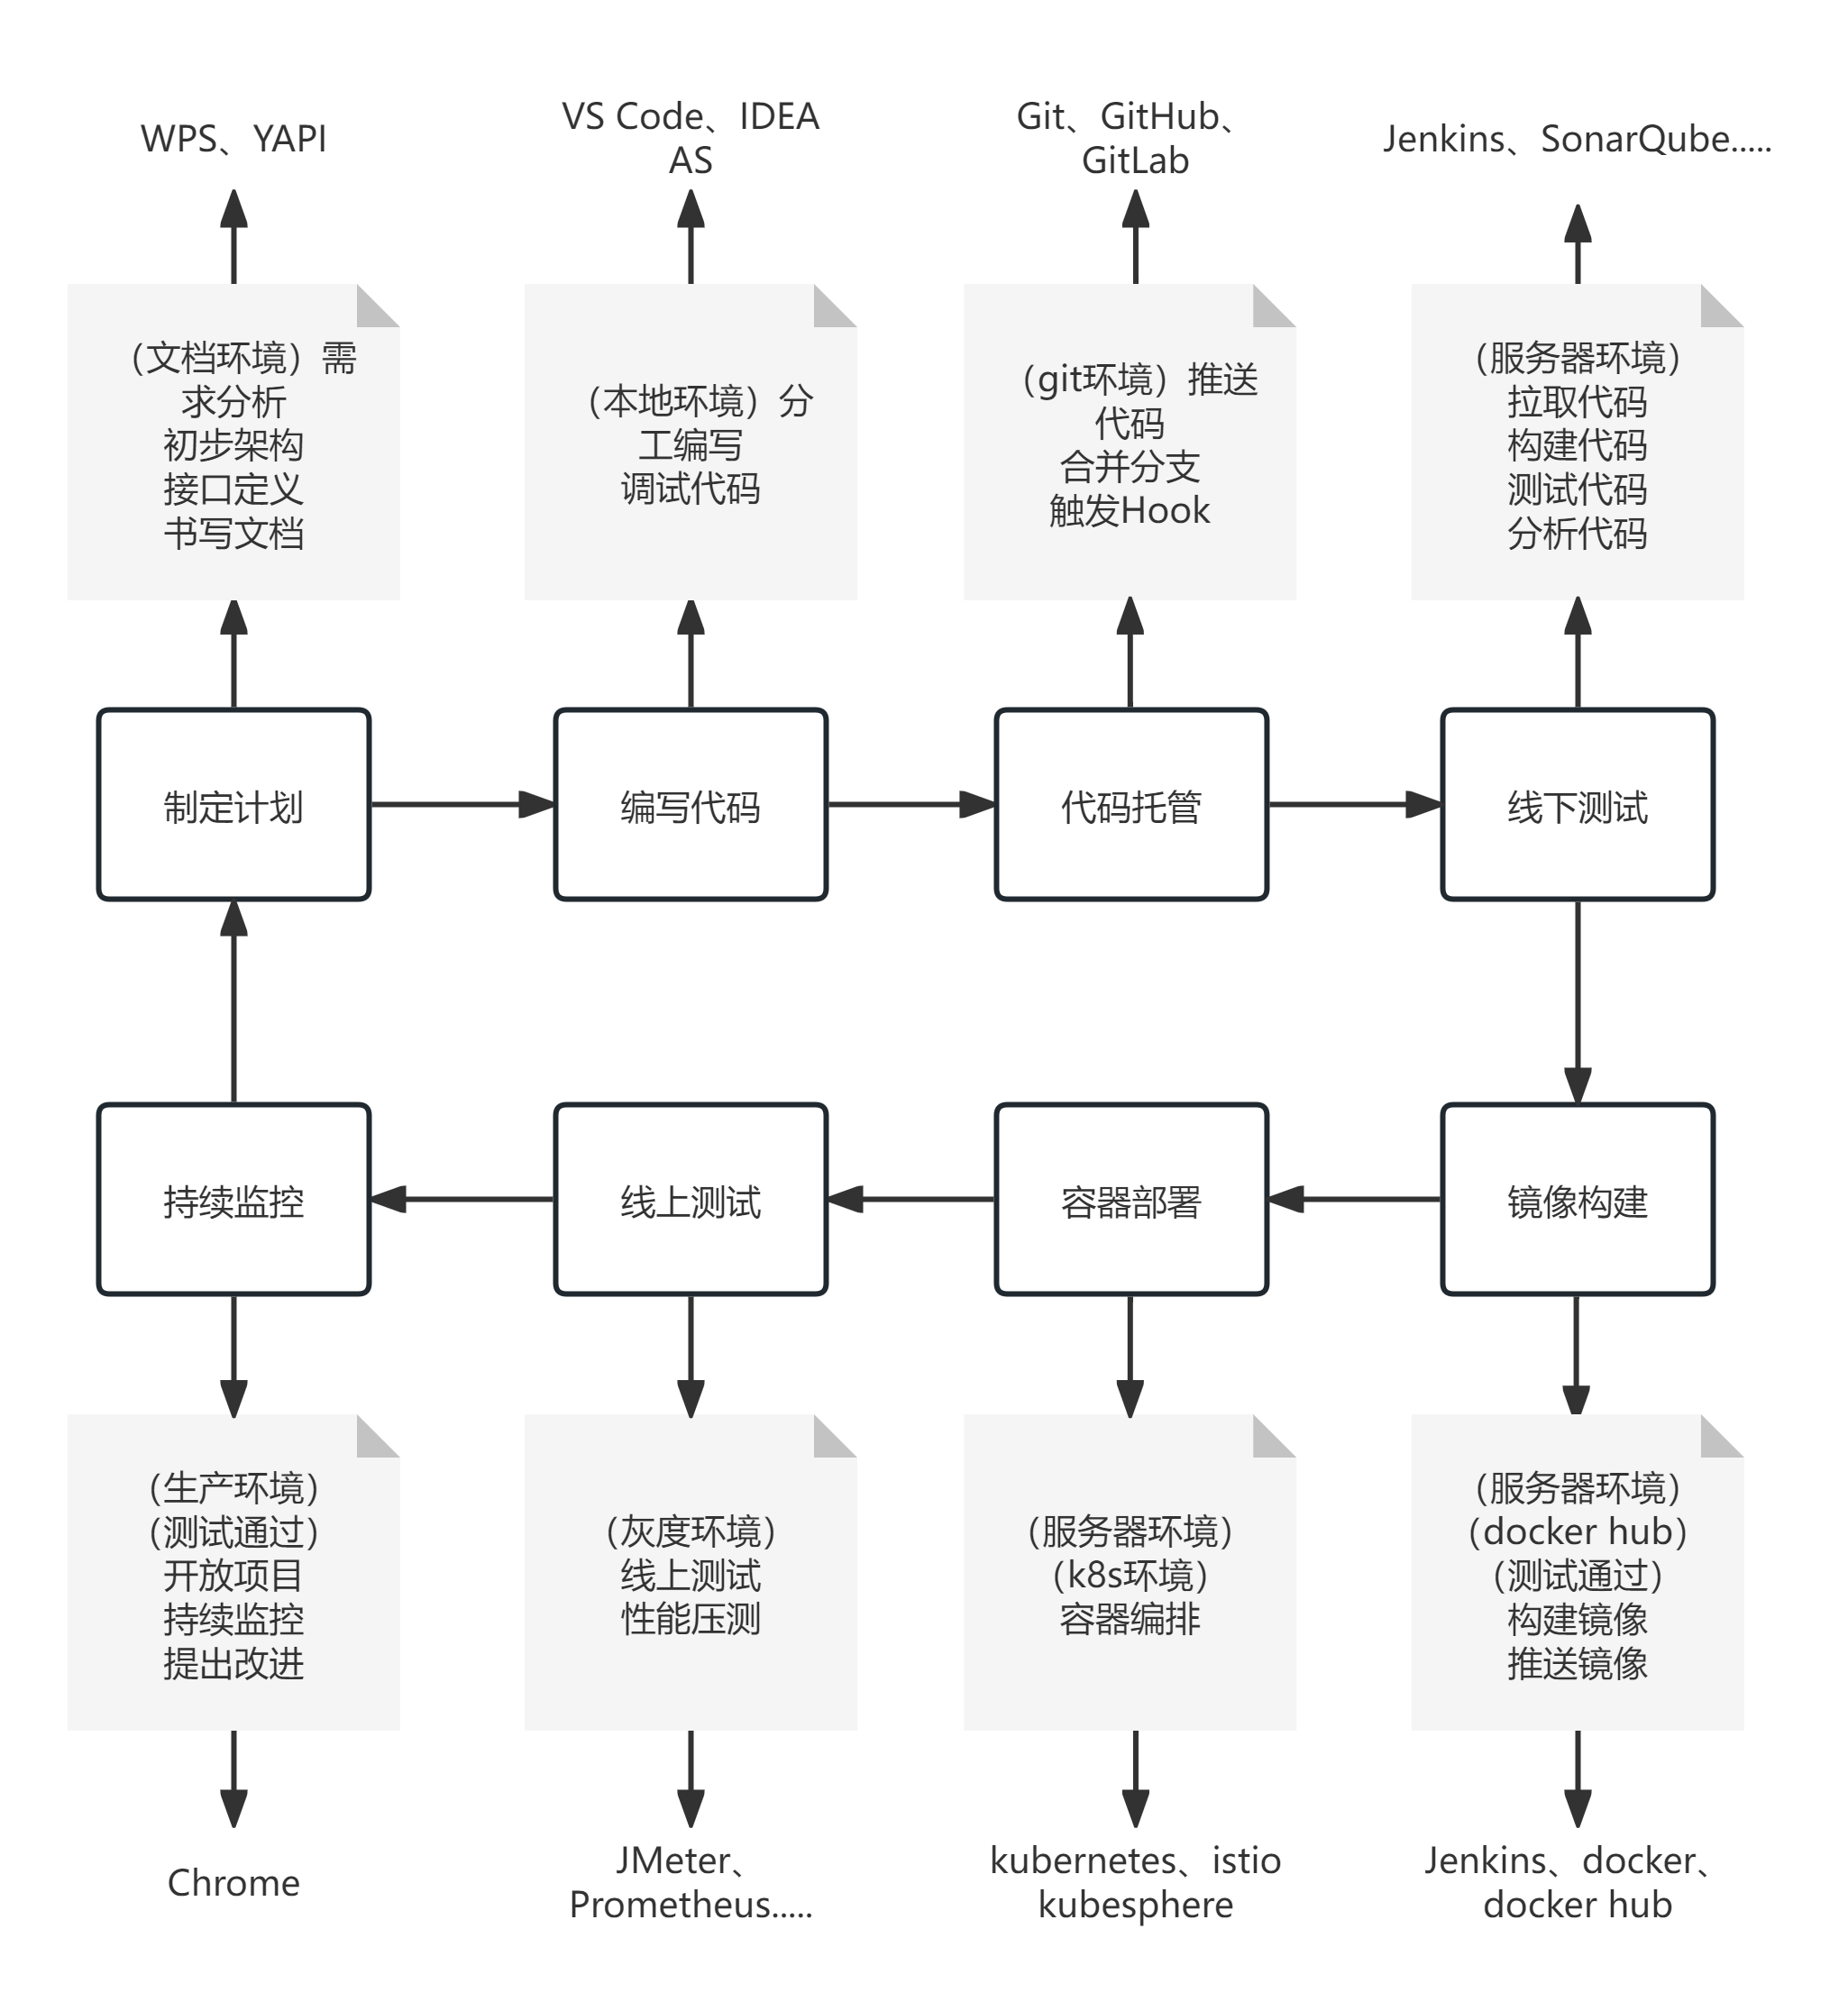 WPS、YAPI
VS Code、IDEA
AS
Git、GitHub、
GitLab
Jenkins、SonarQube.....
（文档环境）需
求分析
初步架构
接口定义
书写文档
（本地环境）分
工编写
调试代码
（git环境）推送
代码
合并分支
触发Hook
（服务器环境）
拉取代码
构建代码
测试代码
分析代码
制定计划
编写代码
代码托管
线下测试
持续监控
线上测试
容器部署
镜像构建
（生产环境）
（测试通过）
开放项目
持续监控
提出改进
（灰度环境）
线上测试
性能压测
（服务器环境）
（k8s环境）
容器编排
（服务器环境）
（docker hub）
（测试通过）
构建镜像
推送镜像
Chrome
JMeter、
Prometheus.....
kubernetes、istio
kubesphere
Jenkins、docker、
docker hub